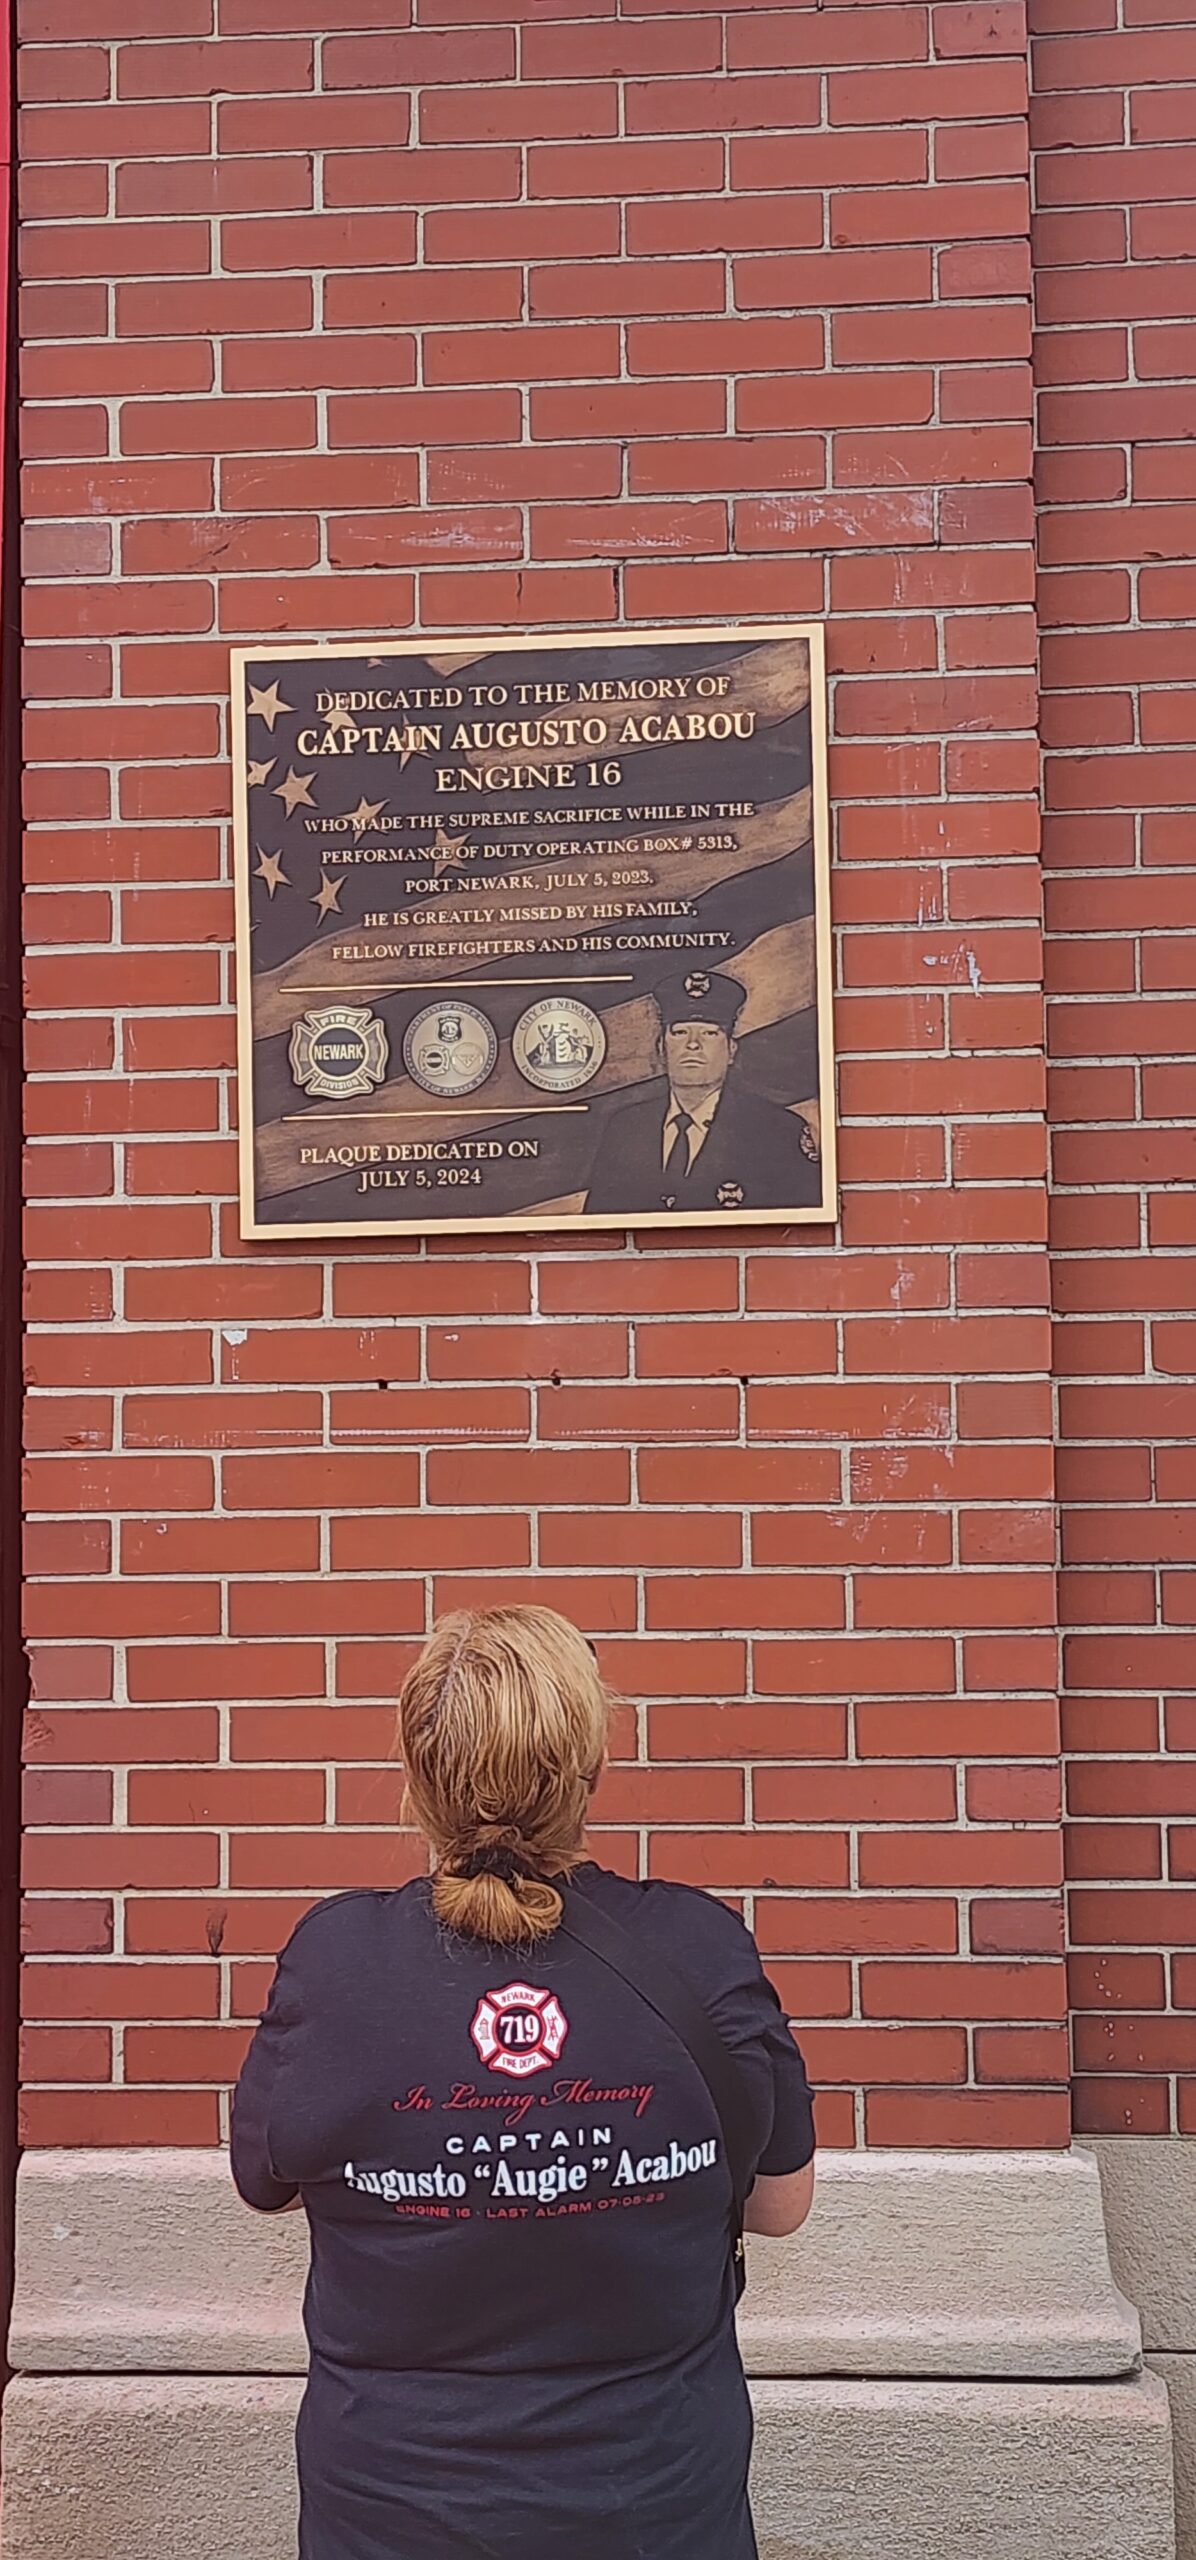 DEDICATED TO THE MEMORY OF
CAPTAIN AUGUSTO ACABOU
ENGINE 16
WHO MADE THE SUPREME SACRIFICE WHILE IN THE
PERFORMANCE OF DUTY OPERATING BOX# 5313,
PORT NEWARK, JULY 5, 2023.
HE IS GREATLY MISSED BY HIS FAMILY,
FELLOW FIREFIGHTERS AND HIS COMMUNITY.
FIRE
NEWARK
DIVISION
CITY OF NEWARK
INCORPORATED 1836
PLAQUE DEDICATED ON
JULY 5, 2024
NEWARK
719
FIRE DEPT.
In Loving Memory
CAPTAIN
Augusto "Augie" Acabou
ENGINE 16 - LAST ALARM 07-05-23